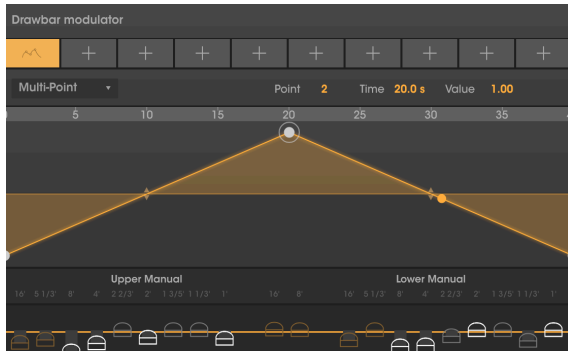 Drawbar modulator
+ + + + + + + + +
Multi-Point Point 2 Time 20.0 s Value 1.00
5 10 15 20 25 30 35
Upper Manual Lower Manual
16' 5 1/3' 8' 4' 2 2/3' 2' 1 3/5' 1 1/3' 1' 16' 8' 16' 5 1/3' 8' 4' 2 2/3' 2' 1 3/5' 1 1/3' 1'